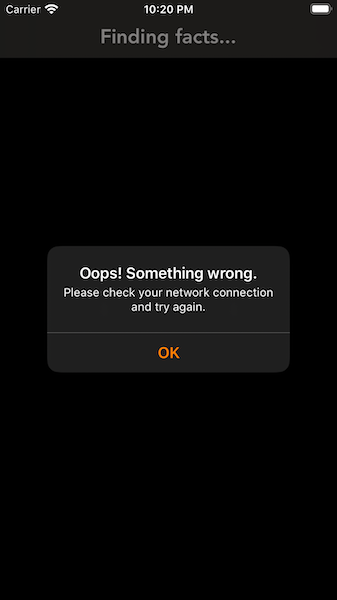 Carrier 10:20 PM
Finding facts...
Oops! Something wrong.
Please check your network connection
and try again.
OK